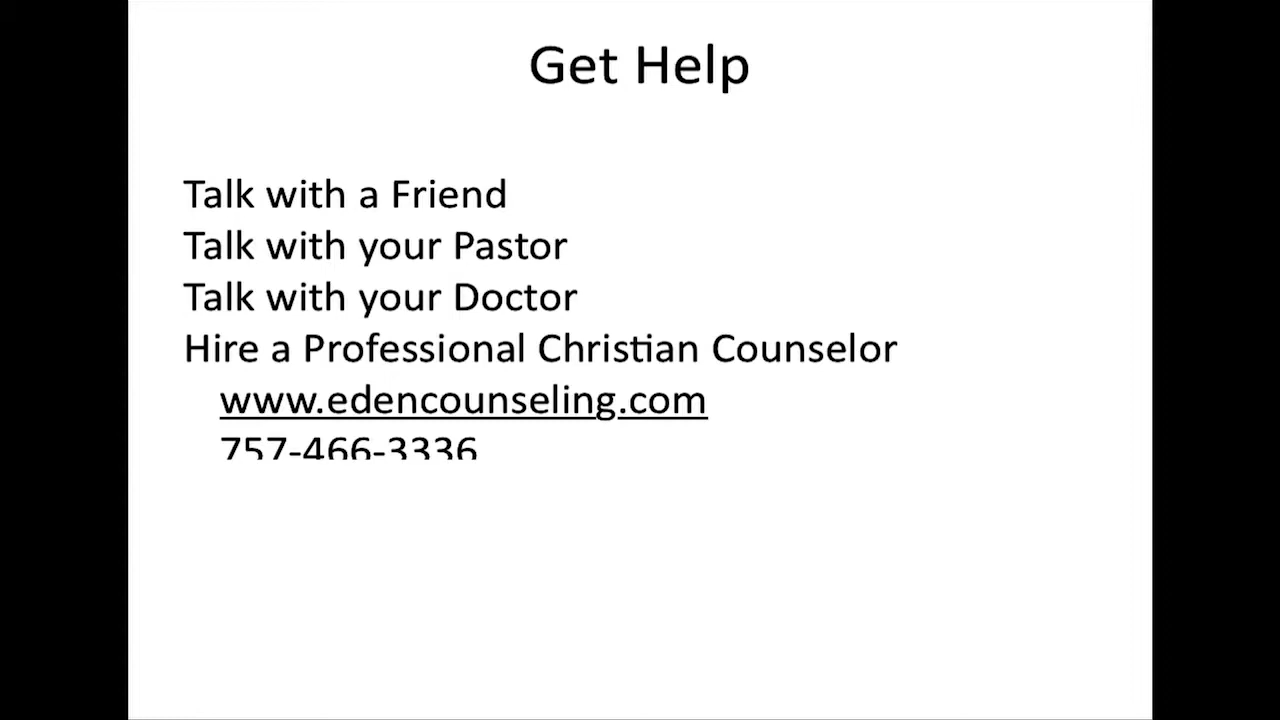 Get Help
Talk with a Friend
Talk with your Pastor
Talk with your Doctor
Hire a Professional Christian Counselor
www.edencounseling.com
757-466-3336